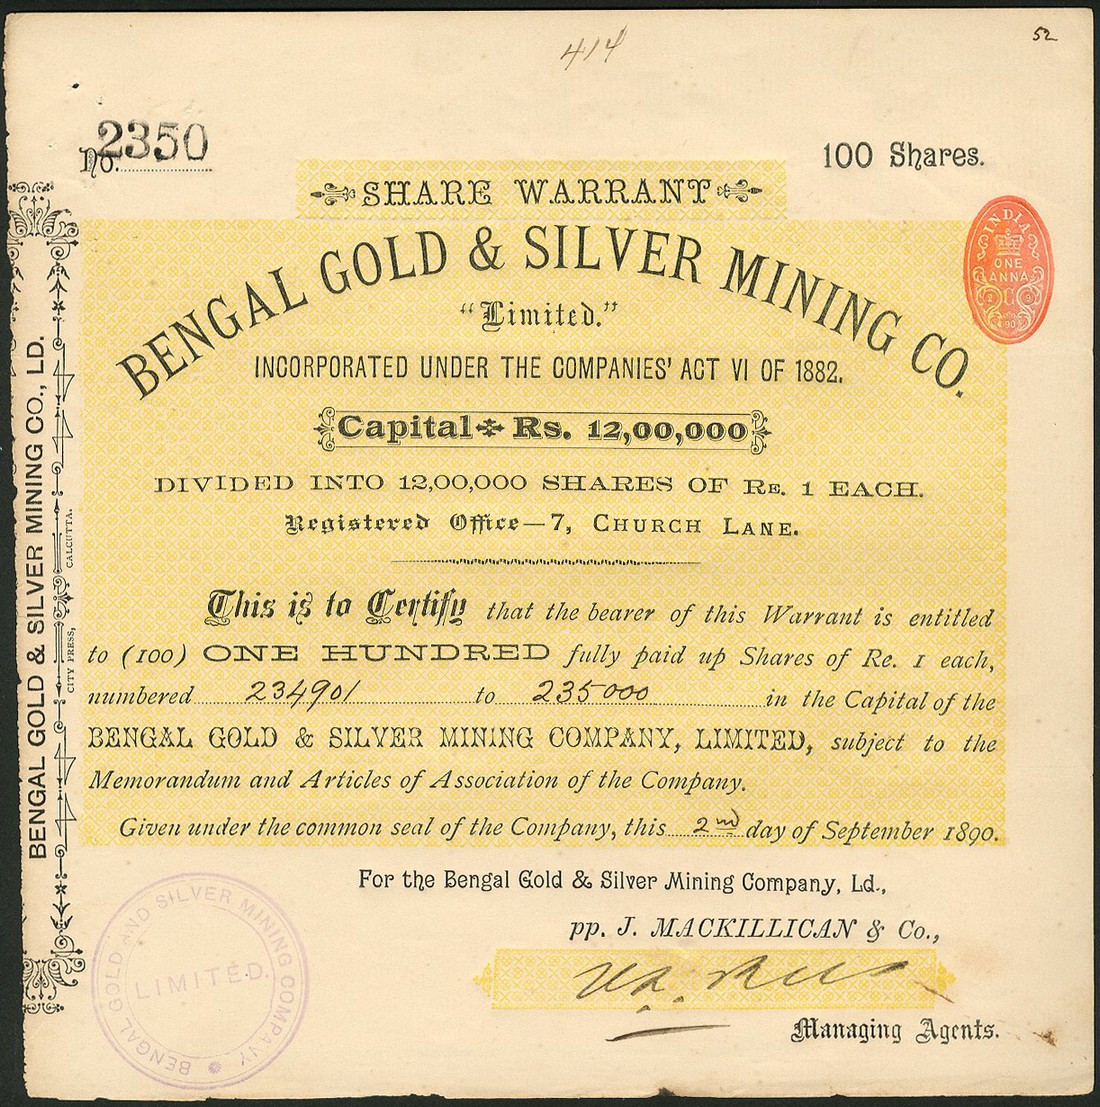 414
52
No. 2350
100 Shares.
SHARE WARRANT
BENGAL GOLD & SILVER MINING CO.
"Limited."
INCORPORATED UNDER THE COMPANIES' ACT VI OF 1882.
Capital Rs. 12,00,000
DIVIDED INTO 12,00,000 SHARES OF RE. 1 EACH.
Registered Office—7, CHURCH LANE.
This is to Certify that the bearer of this Warrant is entitled
to (100) ONE HUNDRED fully paid up Shares of Re. 1 each,
numbered 234901 to 235000 in the Capital of the
BENGAL GOLD & SILVER MINING COMPANY, LIMITED, subject to the
Memorandum and Articles of Association of the Company.
Given under the common seal of the Company, this 2nd day of September 1890.
For the Bengal Gold & Silver Mining Company, Ld.,
pp. J. MACKILLICAN & Co.,
Managing Agents.
INDIA
ONE
ANNA
BENGAL GOLD & SILVER MINING CO., LD.
CITY PRESS, CALCUTTA.
BENGAL GOLD AND SILVER MINING COMPANY
LIMITED.